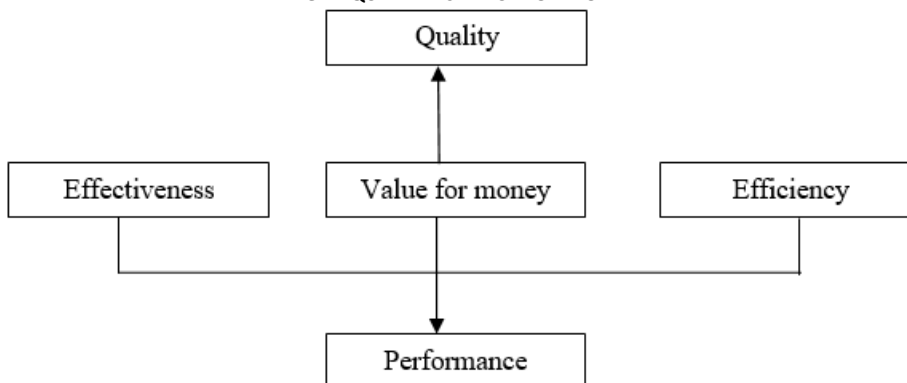 Quality
Effectiveness
Value for money
Efficiency
Performance